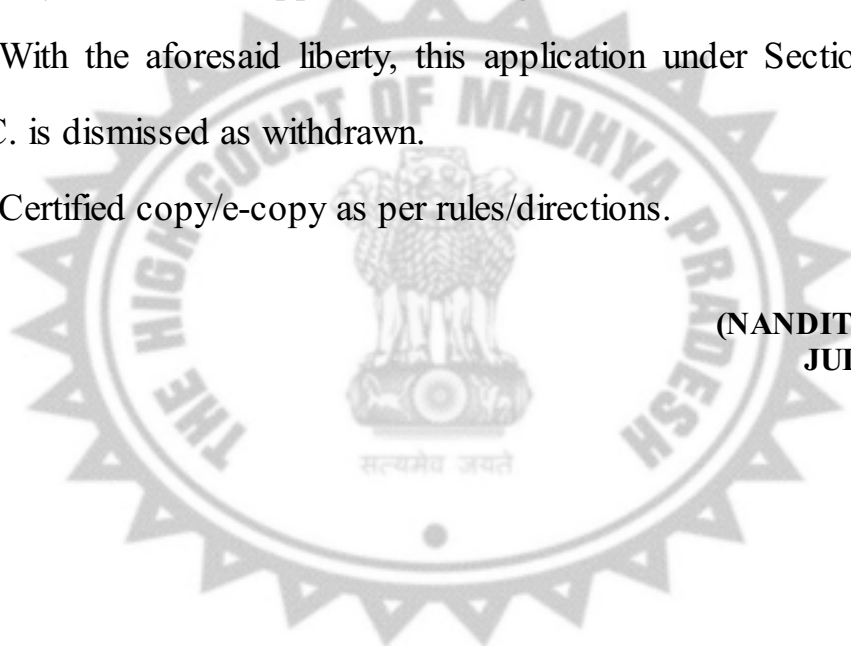 With the aforesaid liberty, this application under Sectio
C. is dismissed as withdrawn.
Certified copy/e-copy as per rules/directions.
(NANDIT
JUI
THE HIGH COURT OF MADHYA PRADESH
सत्यमेव जयते